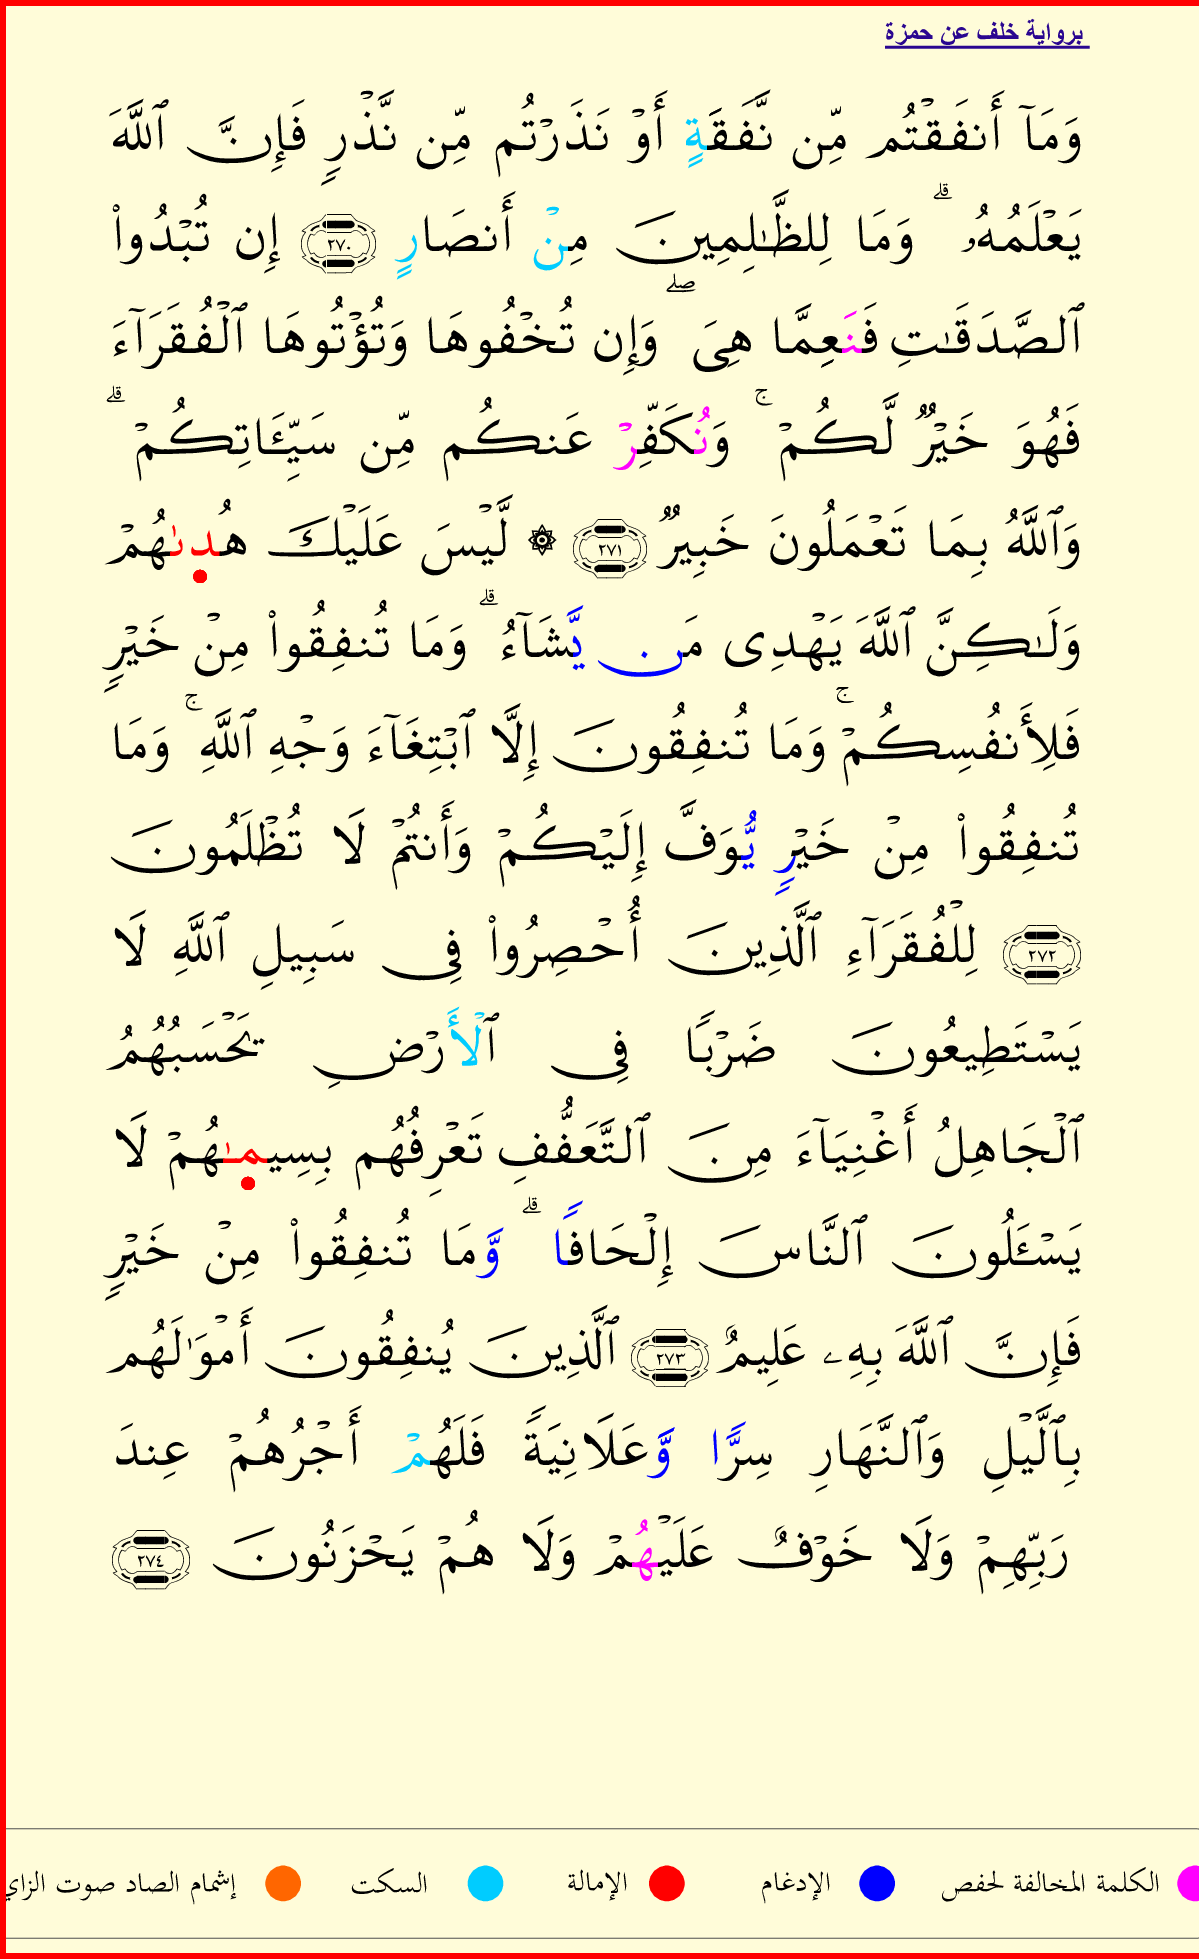 برواية خلف عن حمزة
وَمَآ أَنفَقۡتُم مِّن نَّفَقَةٍ أَوۡ نَذَرۡتُم مِّن نَّذۡرٍ فَإِنَّ ٱللَّهَ
يَعۡلَمُهُۥۗ وَمَا لِلظَّٰلِمِينَ مِنۡ أَنصَارٍ ٢٧٠ إِن تُبۡدُواْ
ٱلصَّدَقَٰتِ فَنَعِمَّا هِيَۖ وَإِن تُخۡفُوهَا وَتُؤۡتُوهَا ٱلۡفُقَرَآءَ
فَهُوَ خَيۡرٌ لَّكُمۡۚ وَنُكَفِّرۡ عَنكُم مِّن سَيِّـَٔاتِكُمۡۗ
وَٱللَّهُ بِمَا تَعۡمَلُونَ خَبِيرٌ ٢٧١ ۞ لَّيۡسَ عَلَيۡكَ هُدىٰهُمۡ
وَلَٰكِنَّ ٱللَّهَ يَهۡدِي مَن يَّشَآءُۗ وَمَا تُنفِقُواْ مِنۡ خَيۡرٍ
فَلِأَنفُسِكُمۡۚ وَمَا تُنفِقُونَ إِلَّا ٱبۡتِغَآءَ وَجۡهِ ٱللَّهِۚ وَمَا
تُنفِقُواْ مِنۡ خَيۡرٍ يُّوَفَّ إِلَيۡكُمۡ وَأَنتُمۡ لَا تُظۡلَمُونَ
٢٧٢ لِلۡفُقَرَآءِ ٱلَّذِينَ أُحۡصِرُواْ فِي سَبِيلِ ٱللَّهِ لَا
يَسۡتَطِيعُونَ ضَرۡبًا فِي ٱلۡأَرۡضِ يَحۡسَبُهُمُ
ٱلۡجَاهِلُ أَغۡنِيَآءَ مِنَ ٱلتَّعَفُّفِ تَعۡرِفُهُم بِسِيمٰهُمۡ لَا
يَسۡـَٔلُونَ ٱلنَّاسَ إِلۡحَافًاۗ وَّمَا تُنفِقُواْ مِنۡ خَيۡرٍ
فَإِنَّ ٱللَّهَ بِهِۦ عَلِيمٌ ٢٧٣ ٱلَّذِينَ يُنفِقُونَ أَمۡوَٰلَهُم
بِٱلَّيۡلِ وَٱلنَّهَارِ سِرًّا وَّعَلَانِيَةً فَلَهُمۡ أَجۡرُهُمۡ عِندَ
رَبِّهِمۡ وَلَا خَوۡفٌ عَلَيۡهُمۡ وَلَا هُمۡ يَحۡزَنُونَ ٢٧٤
الكلمة المخالفة لحفص الإدغام الإمالة السكت إشمام الصاد صوت الزاي